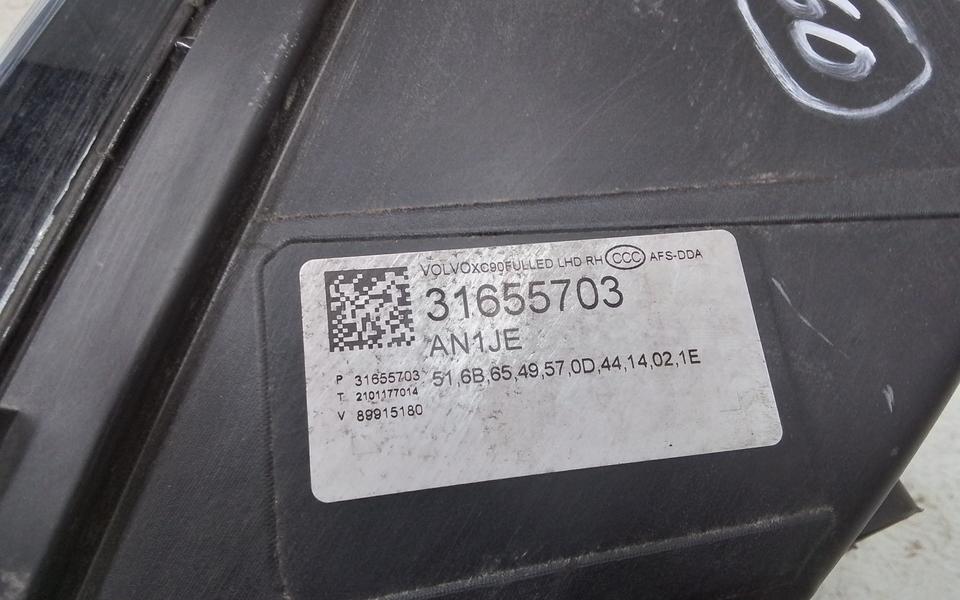 60
VOLVOXC90FULLED LHD RH CCC AFS-DDA
31655703
AN1JE
51,6B,65,49,57,0D,44,14,02,1E
P 31655703
T 2101177014
V 89915180